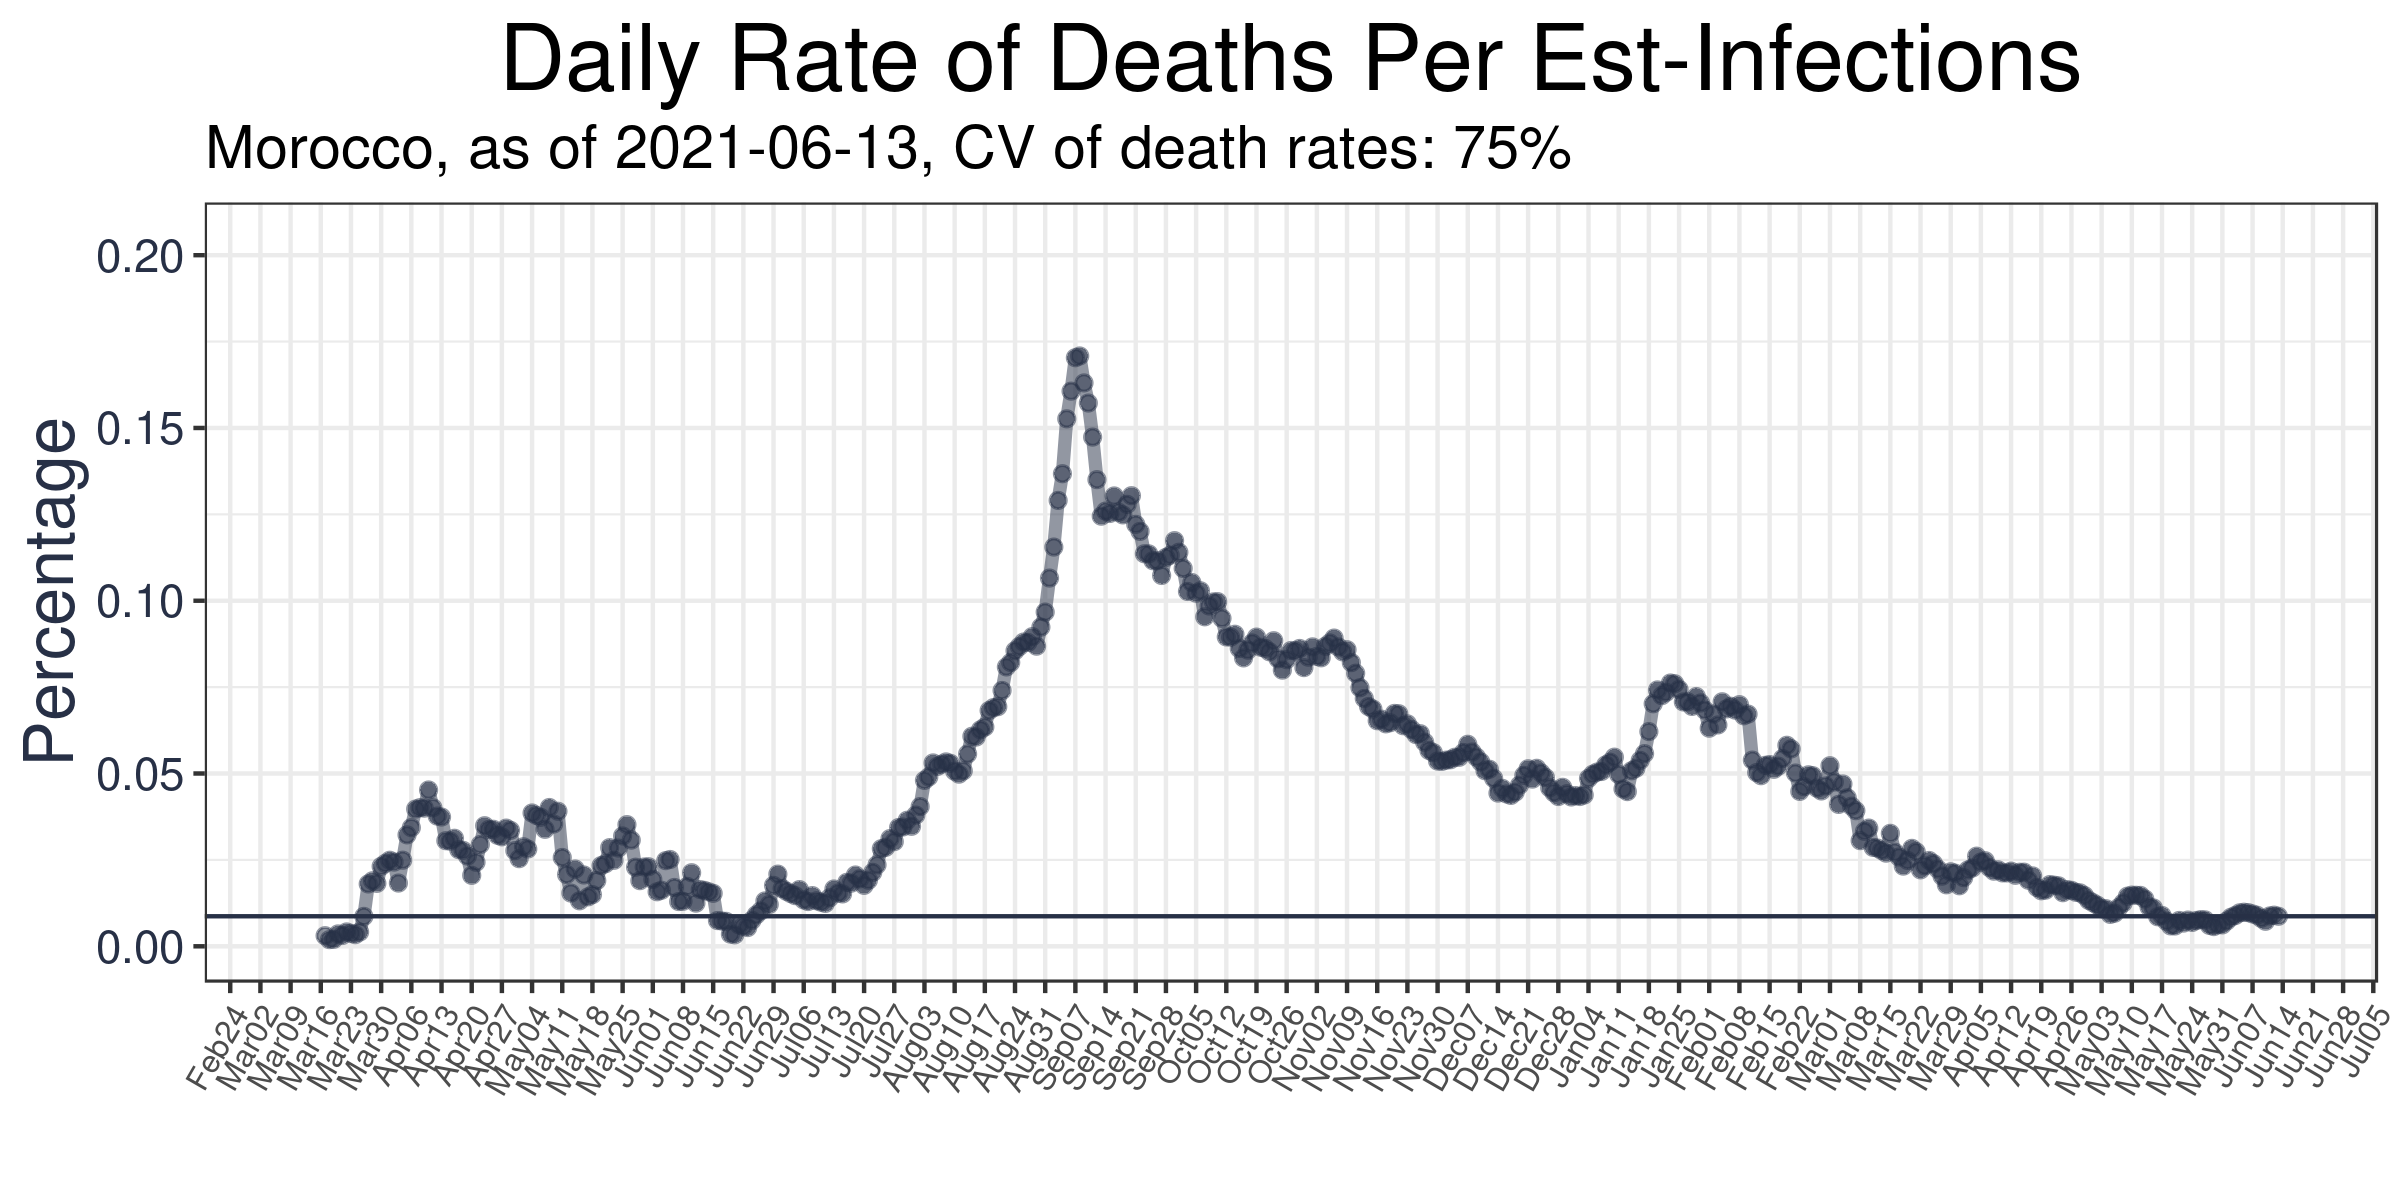 Daily Rate of Deaths Per Est-Infections
Morocco, as of 2021-06-13, CV of death rates: 75%
Percentage
0.20
0.15
0.10
0.05
0.00
Feb24
Mar02
Mar09
Mar16
Mar23
Mar30
Apr06
Apr13
Apr20
Apr27
May04
May11
May18
May25
Jun01
Jun08
Jun15
Jun22
Jun29
Jul06
Jul13
Jul20
Jul27
Aug03
Aug10
Aug17
Aug24
Aug31
Sep07
Sep14
Sep21
Sep28
Oct05
Oct12
Oct19
Oct26
Nov02
Nov09
Nov16
Nov23
Nov30
Dec07
Dec14
Dec21
Dec28
Jan04
Jan11
Jan18
Jan25
Feb01
Feb08
Feb15
Feb22
Mar01
Mar08
Mar15
Mar22
Mar29
Apr05
Apr12
Apr19
Apr26
May03
May10
May17
May24
May31
Jun07
Jun14
Jun21
Jun28
Jul05